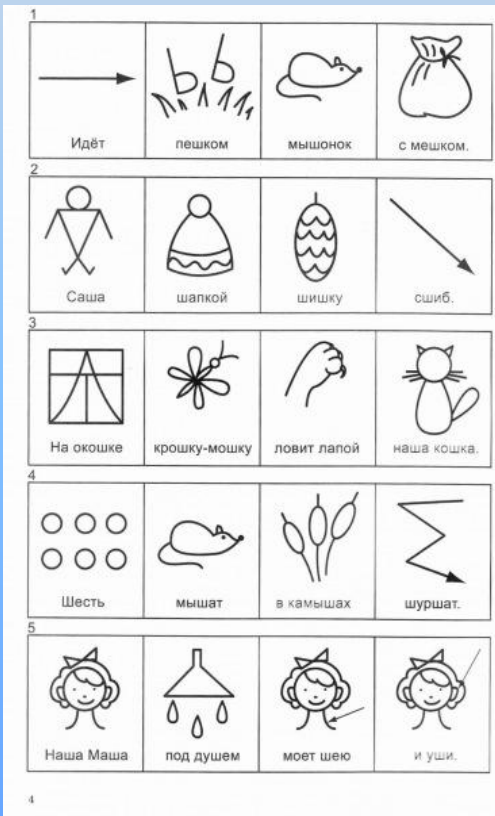 1
Идёт пешком мышонок с мешком.
2
Саша шапкой шишку сшиб.
3
На окошке крошку-мошку ловит лапой наша кошка.
4
Шесть мышат в камышах шуршат.
5
Наша Маша под душем моет шею и уши.
4